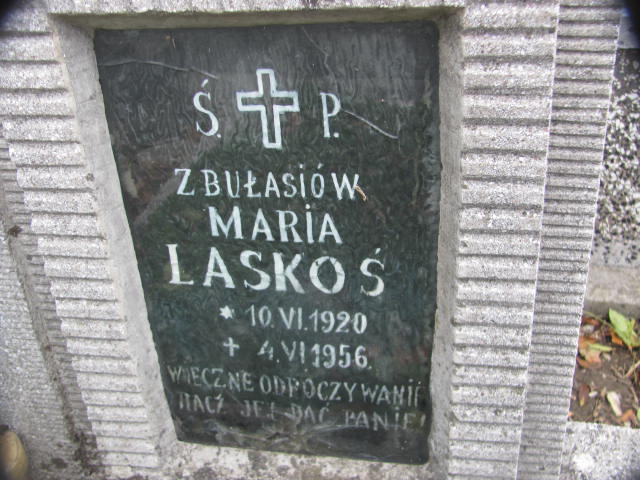 Ś. P.
Z BUŁASIÓW
MARIA
LASKOŚ
* 10.VI.1920
+ 4.VI 1956.
WIECZNE ODPOCZYWANIE
RACZ JEJ DAĆ PANIE!